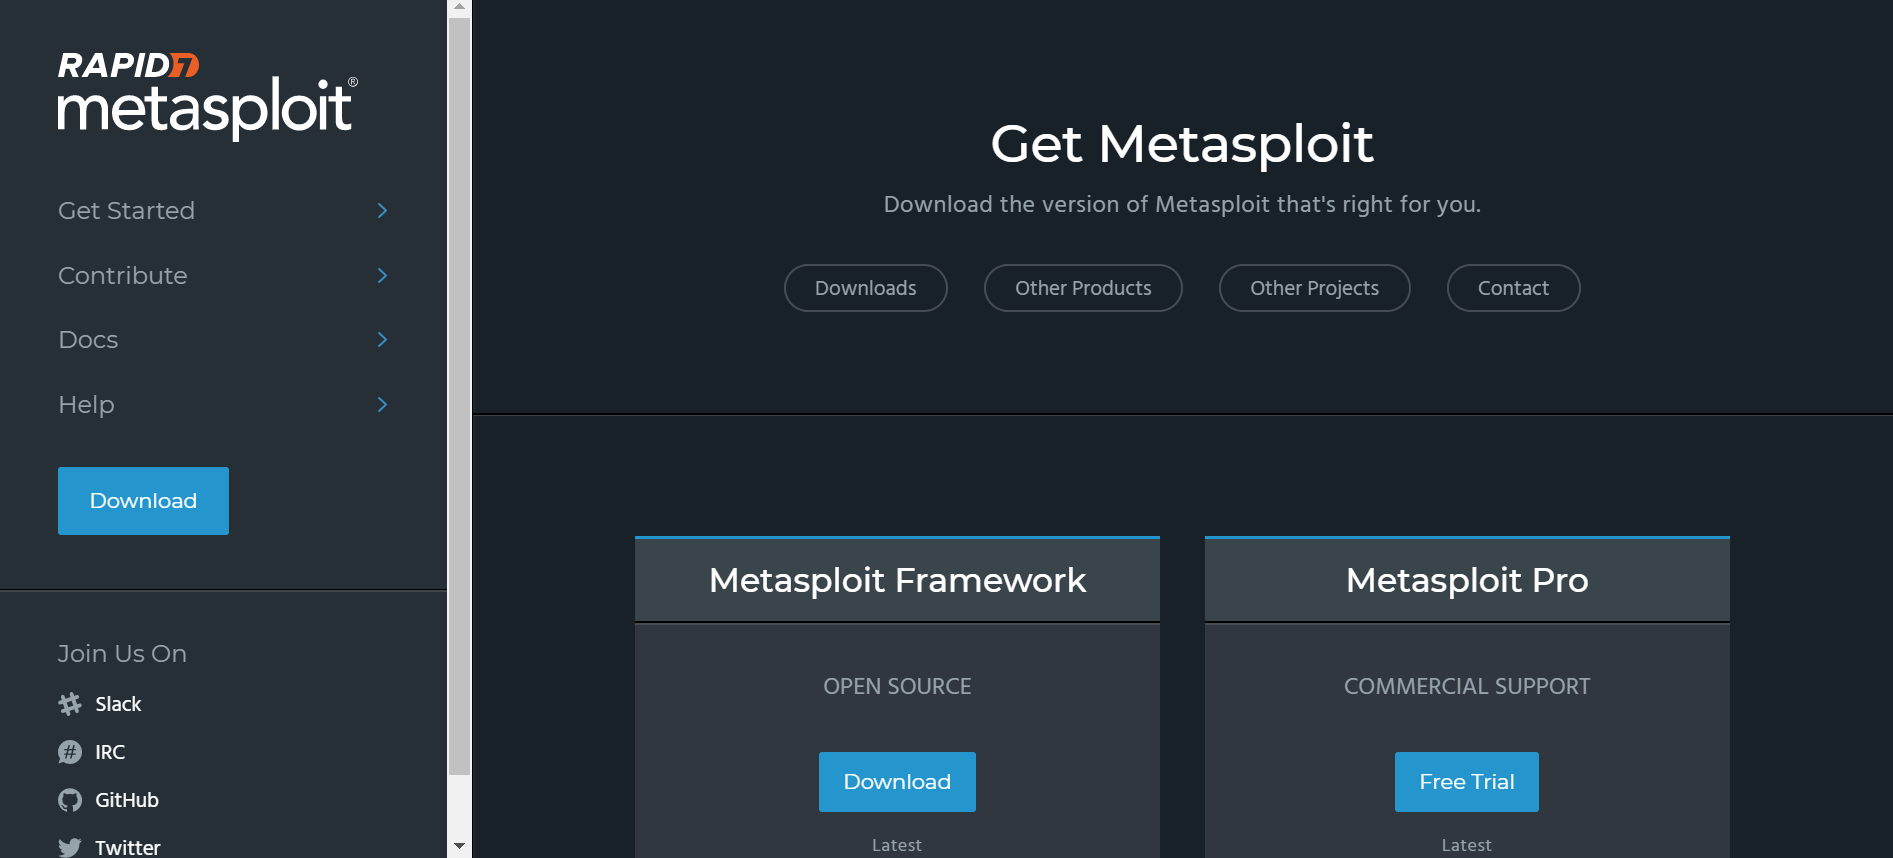 RAPID7
metasploit®
Get Started
Contribute
Docs
Help
Download
Join Us On
Slack
IRC
GitHub
Twitter
Get Metasploit
Download the version of Metasploit that's right for you.
Downloads
Other Products
Other Projects
Contact
Metasploit Framework
OPEN SOURCE
Download
Latest
Metasploit Pro
COMMERCIAL SUPPORT
Free Trial
Latest